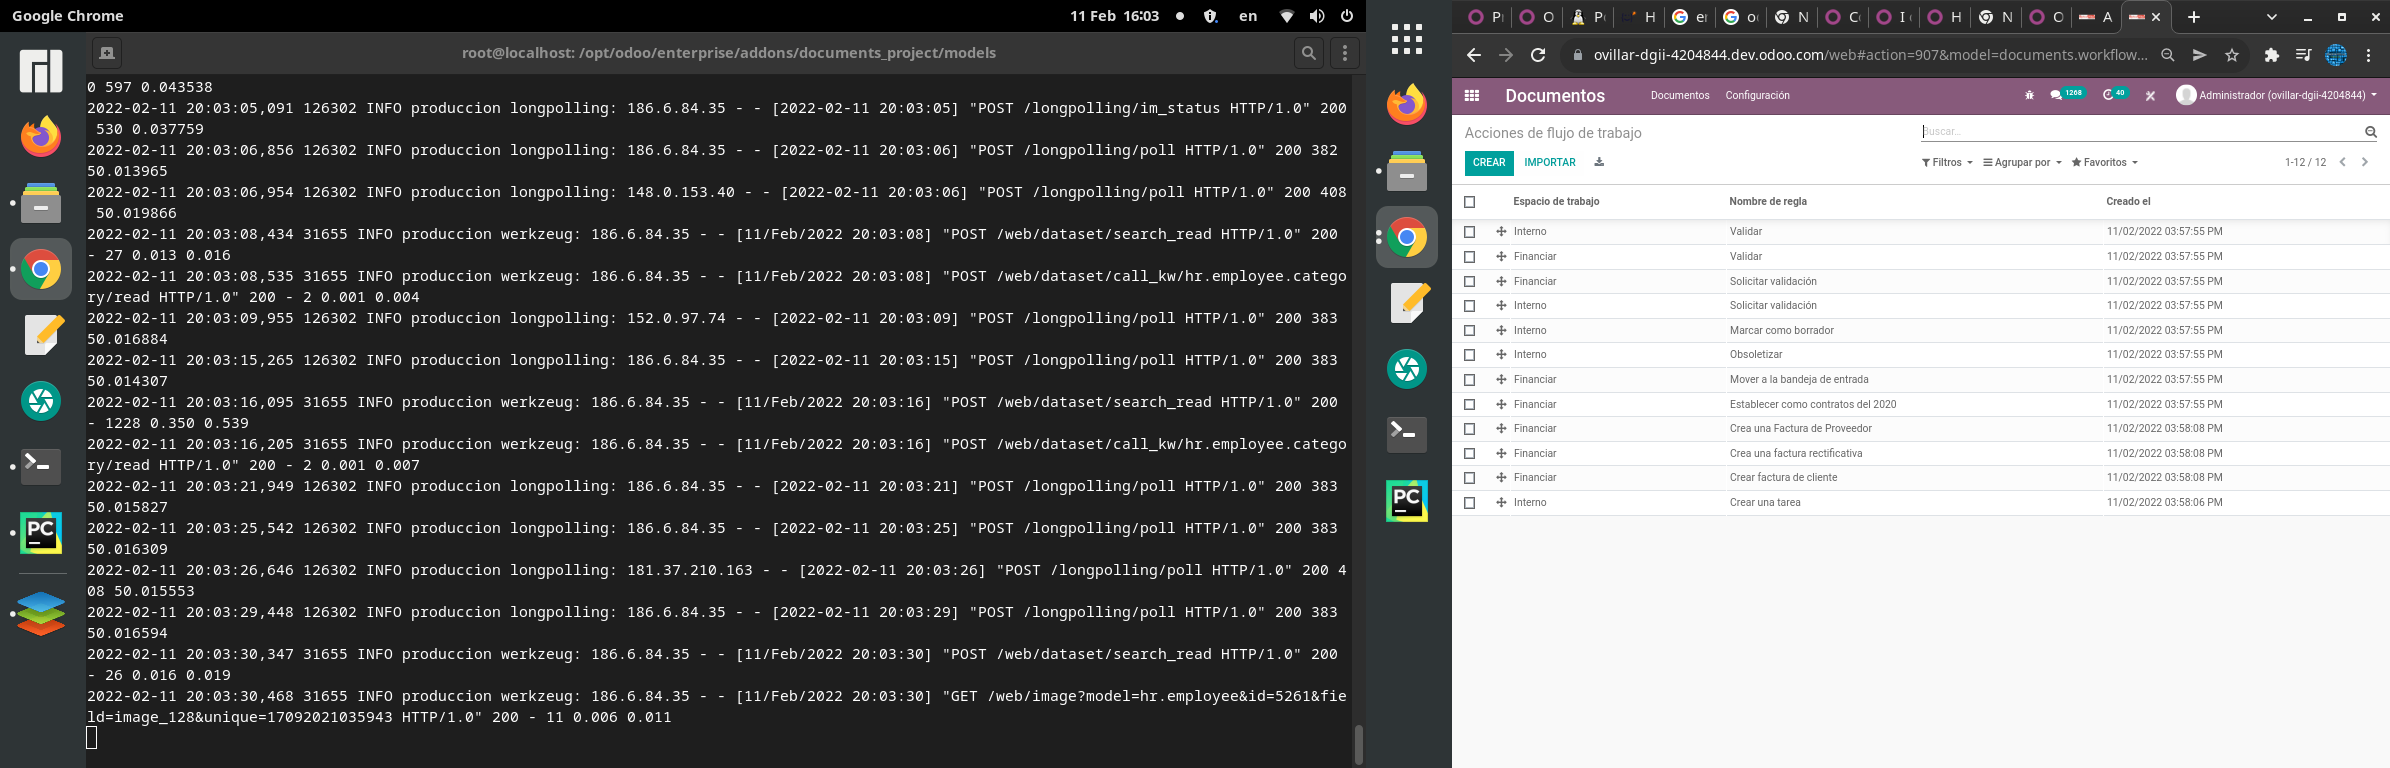 Google Chrome
11 Feb 16:03
en
root@localhost: /opt/odoo/enterprise/addons/documents_project/models
0 597 0.043538
2022-02-11 20:03:05,091 126302 INFO produccion longpolling: 186.6.84.35 - - [2022-02-11 20:03:05] "POST /longpolling/im_status HTTP/1.0" 200
530 0.037759
2022-02-11 20:03:06,856 126302 INFO produccion longpolling: 186.6.84.35 - - [2022-02-11 20:03:06] "POST /longpolling/poll HTTP/1.0" 200 382
50.013965
2022-02-11 20:03:06,954 126302 INFO produccion longpolling: 148.0.153.40 - - [2022-02-11 20:03:06] "POST /longpolling/poll HTTP/1.0" 200 408
50.019866
2022-02-11 20:03:08,434 31655 INFO produccion werkzeug: 186.6.84.35 - - [11/Feb/2022 20:03:08] "POST /web/dataset/search_read HTTP/1.0" 200
- 27 0.013 0.016
2022-02-11 20:03:08,535 31655 INFO produccion werkzeug: 186.6.84.35 - - [11/Feb/2022 20:03:08] "POST /web/dataset/call_kw/hr.employee.catego
ry/read HTTP/1.0" 200 - 2 0.001 0.004
2022-02-11 20:03:09,955 126302 INFO produccion longpolling: 152.0.97.74 - - [2022-02-11 20:03:09] "POST /longpolling/poll HTTP/1.0" 200 383
50.016884
2022-02-11 20:03:15,265 126302 INFO produccion longpolling: 186.6.84.35 - - [2022-02-11 20:03:15] "POST /longpolling/poll HTTP/1.0" 200 383
50.014307
2022-02-11 20:03:16,095 31655 INFO produccion werkzeug: 186.6.84.35 - - [11/Feb/2022 20:03:16] "POST /web/dataset/search_read HTTP/1.0" 200
- 1228 0.350 0.539
2022-02-11 20:03:16,205 31655 INFO produccion werkzeug: 186.6.84.35 - - [11/Feb/2022 20:03:16] "POST /web/dataset/call_kw/hr.employee.catego
ry/read HTTP/1.0" 200 - 2 0.001 0.007
2022-02-11 20:03:21,949 126302 INFO produccion longpolling: 186.6.84.35 - - [2022-02-11 20:03:21] "POST /longpolling/poll HTTP/1.0" 200 383
50.015827
2022-02-11 20:03:25,542 126302 INFO produccion longpolling: 186.6.84.35 - - [2022-02-11 20:03:25] "POST /longpolling/poll HTTP/1.0" 200 383
50.016309
2022-02-11 20:03:26,646 126302 INFO produccion longpolling: 181.37.210.163 - - [2022-02-11 20:03:26] "POST /longpolling/poll HTTP/1.0" 200 4
08 50.015553
2022-02-11 20:03:29,448 126302 INFO produccion longpolling: 186.6.84.35 - - [2022-02-11 20:03:29] "POST /longpolling/poll HTTP/1.0" 200 383
50.016594
2022-02-11 20:03:30,347 31655 INFO produccion werkzeug: 186.6.84.35 - - [11/Feb/2022 20:03:30] "POST /web/dataset/search_read HTTP/1.0" 200
- 26 0.016 0.019
2022-02-11 20:03:30,468 31655 INFO produccion werkzeug: 186.6.84.35 - - [11/Feb/2022 20:03:30] "GET /web/image?model=hr.employee&id=5261&fie
ld=image_128&unique=17092021035943 HTTP/1.0" 200 - 11 0.006 0.011
PC
PC
ovillar-dgii-4204844.dev.odoo.com/web#action=907&model=documents.workflow...
Documentos
Documentos Configuración
1268 40
Administrador (ovillar-dgii-4204844)
Acciones de flujo de trabajo
Buscar...
CREAR IMPORTAR
Filtros Agrupar por Favoritos 1-12 / 12
Espacio de trabajo Nombre de regla Creado el
Interno Validar 11/02/2022 03:57:55 PM
Financiar Validar 11/02/2022 03:57:55 PM
Financiar Solicitar validación 11/02/2022 03:57:55 PM
Interno Solicitar validación 11/02/2022 03:57:55 PM
Interno Marcar como borrador 11/02/2022 03:57:55 PM
Interno Obsoletizar 11/02/2022 03:57:55 PM
Financiar Mover a la bandeja de entrada 11/02/2022 03:57:55 PM
Financiar Establecer como contratos del 2020 11/02/2022 03:57:55 PM
Financiar Crea una Factura de Proveedor 11/02/2022 03:58:08 PM
Financiar Crea una factura rectificativa 11/02/2022 03:58:08 PM
Financiar Crear factura de cliente 11/02/2022 03:58:08 PM
Interno Crear una tarea 11/02/2022 03:58:06 PM